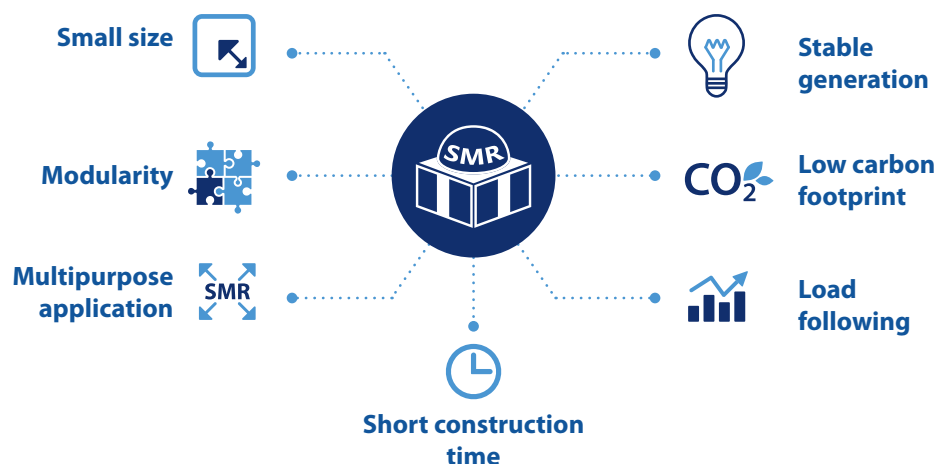 Small size
Modularity
Multipurpose
application
SMR
SMR
Stable
generation
CO2
Low carbon
footprint
Load
following
Short construction
time